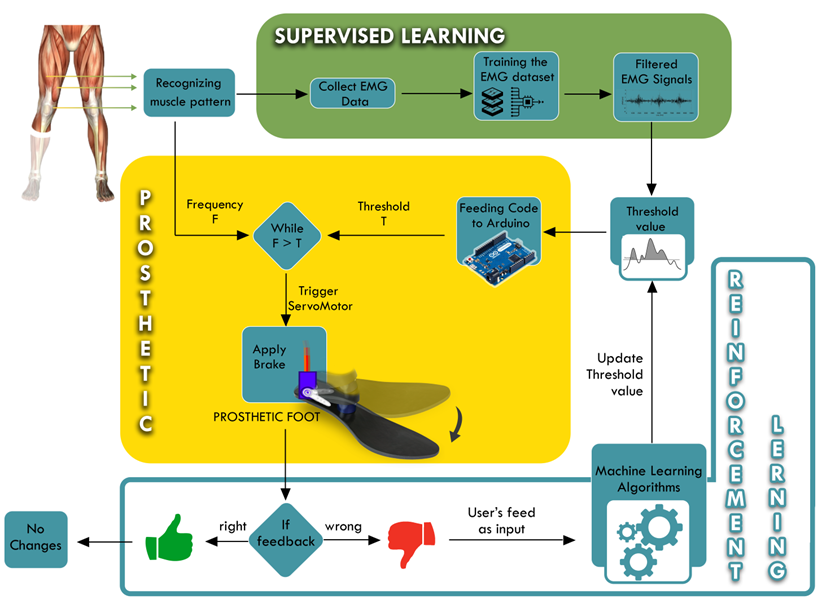 SUPERVISED LEARNING
Recognizing
muscle pattern
Collect EMG
Data
Training the
EMG dataset
Filtered
EMG Signals
PROSTHETIC
Frequency
F
While
F > T
Threshold
T
Feeding Code
to Arduino
Threshold
value
Trigger
ServoMotor
Apply
Brake
PROSTHETIC FOOT
Update
Threshold
value
REINFORCEMENT
LERNING
Machine Learning
Algorithms
No
Changes
right
If
feedback
wrong
User's feed
as input